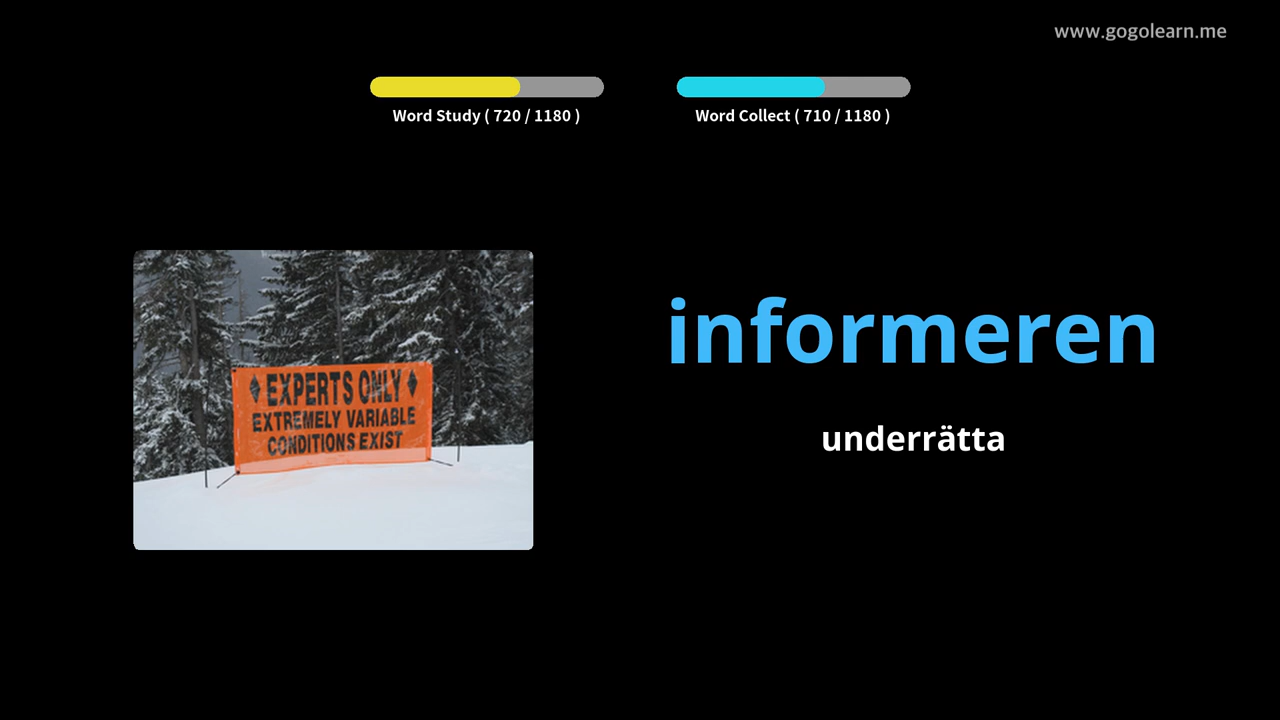 www.gogolearn.me
Word Study ( 720 / 1180 )
Word Collect ( 710 / 1180 )
EXPERTS ONLY
EXTREMELY VARIABLE
CONDITIONS EXIST
informeren
underrätta